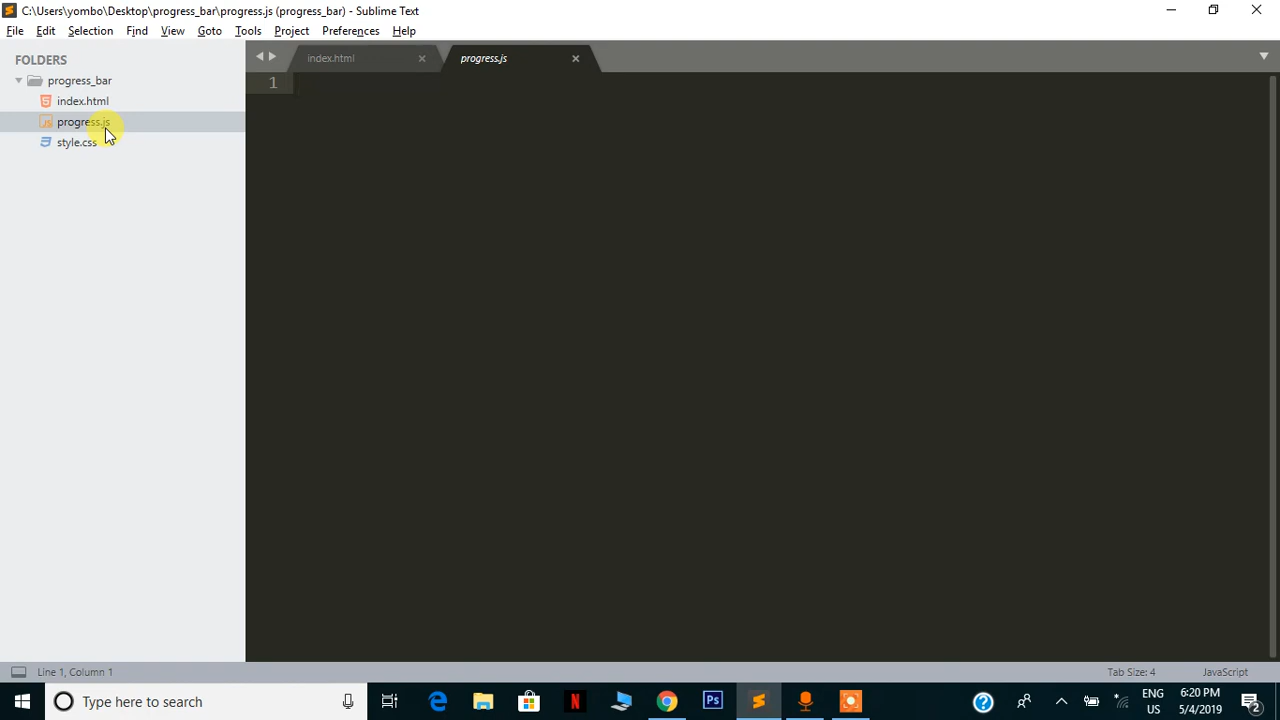 C:\Users\yombo\Desktop\progress_bar\progress.js (progress_bar) - Sublime Text
File Edit Selection Find View Goto Tools Project Preferences Help
FOLDERS
progress_bar
index.html
progress.js
style.css
index.html
progress.js
1
Line 1, Column 1
Tab Size: 4
JavaScript
Type here to search
Ps
ENG
US
6:20 PM
5/4/2019
2